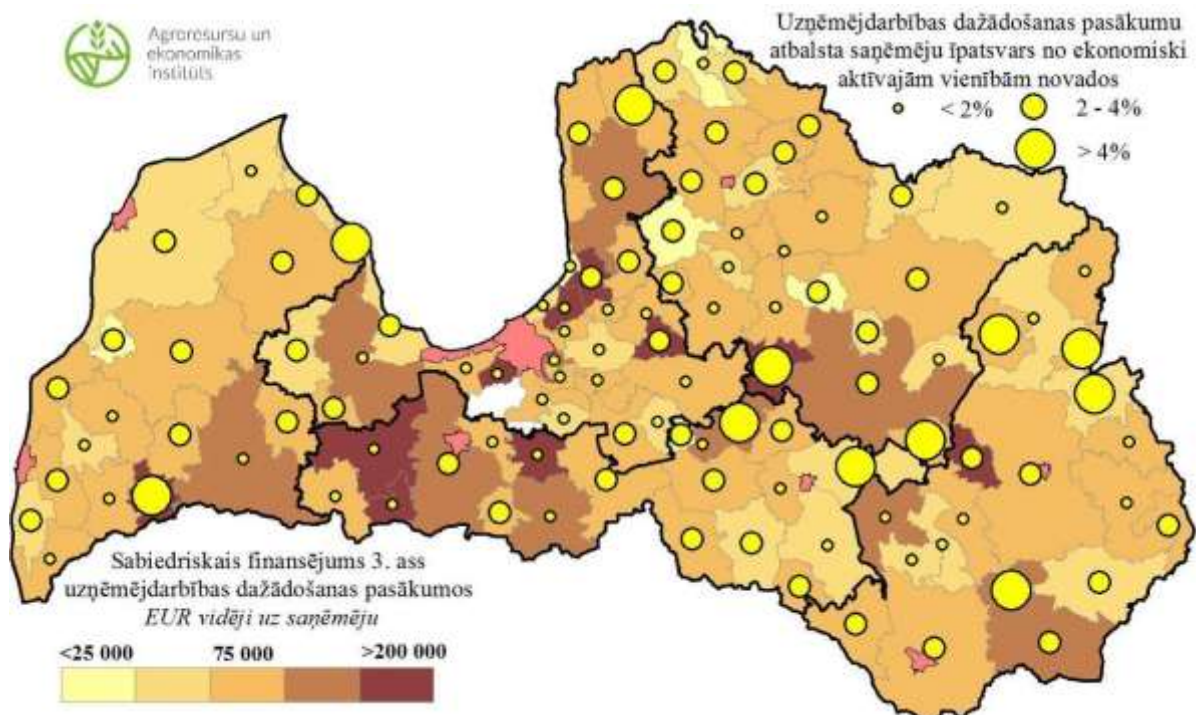 Agroresursu un
ekonomikas
institūts
Uzņēmējdarbības dažādošanas pasākumu
atbalsta saņēmēju īpatsvars no ekonomiski
aktīvajām vienībām novados
< 2%
2 - 4%
> 4%
Sabiedriskais finansējums 3. ass
uzņēmējdarbības dažādošanas pasākumos
EUR vidēji uz saņēmēju
<25 000
75 000
>200 000